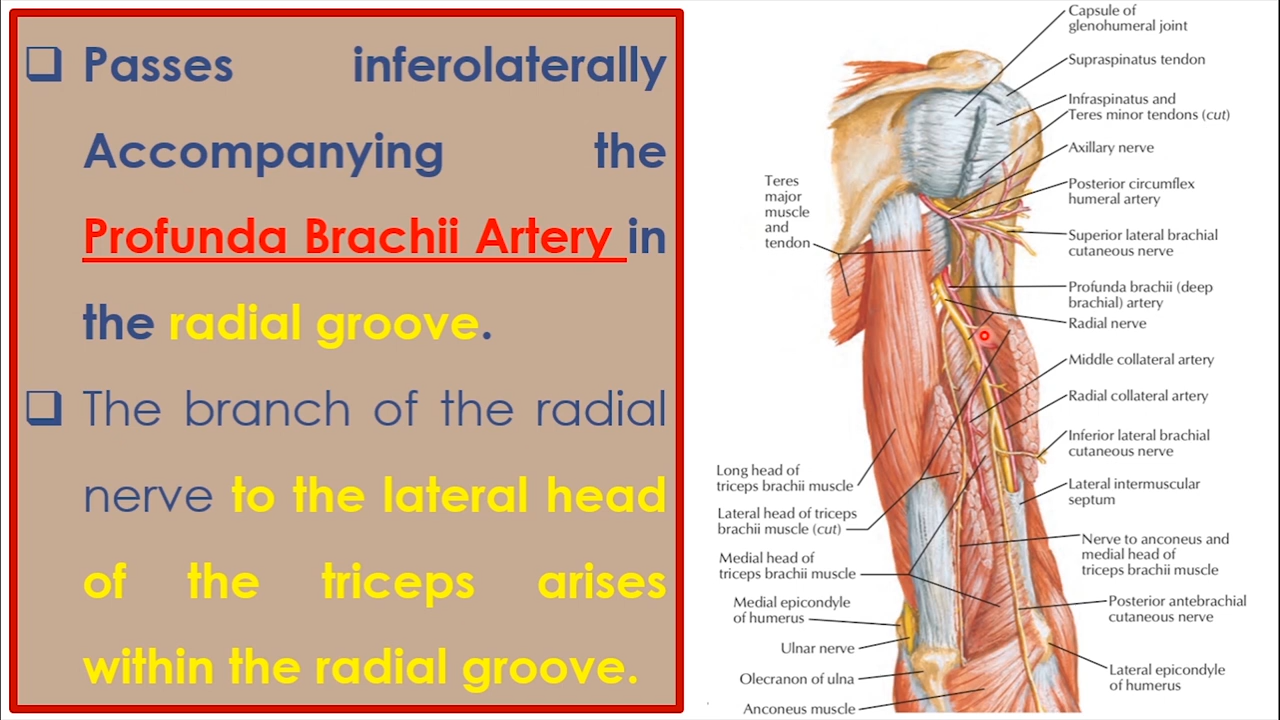 ❑ Passes inferolaterally
Accompanying the
Profunda Brachii Artery in
the radial groove.
❑ The branch of the radial
nerve to the lateral head
of the triceps arises
within the radial groove.
Capsule of
glenohumeral joint
Supraspinatus tendon
Infraspinatus and
Teres minor tendons (cut)
Axillary nerve
Posterior circumflex
humeral artery
Superior lateral brachial
cutaneous nerve
Profunda brachii (deep
brachial) artery
Radial nerve
Middle collateral artery
Radial collateral artery
Inferior lateral brachial
cutaneous nerve
Lateral intermuscular
septum
Nerve to anconeus and
medial head of
triceps brachii muscle
Posterior antebrachial
cutaneous nerve
Lateral epicondyle
of humerus
Teres
major
muscle
and
tendon
Long head of
triceps brachii muscle
Lateral head of triceps
brachii muscle (cut)
Medial head of
triceps brachii muscle
Medial epicondyle
of humerus
Ulnar nerve
Olecranon of ulna
Anconeus muscle